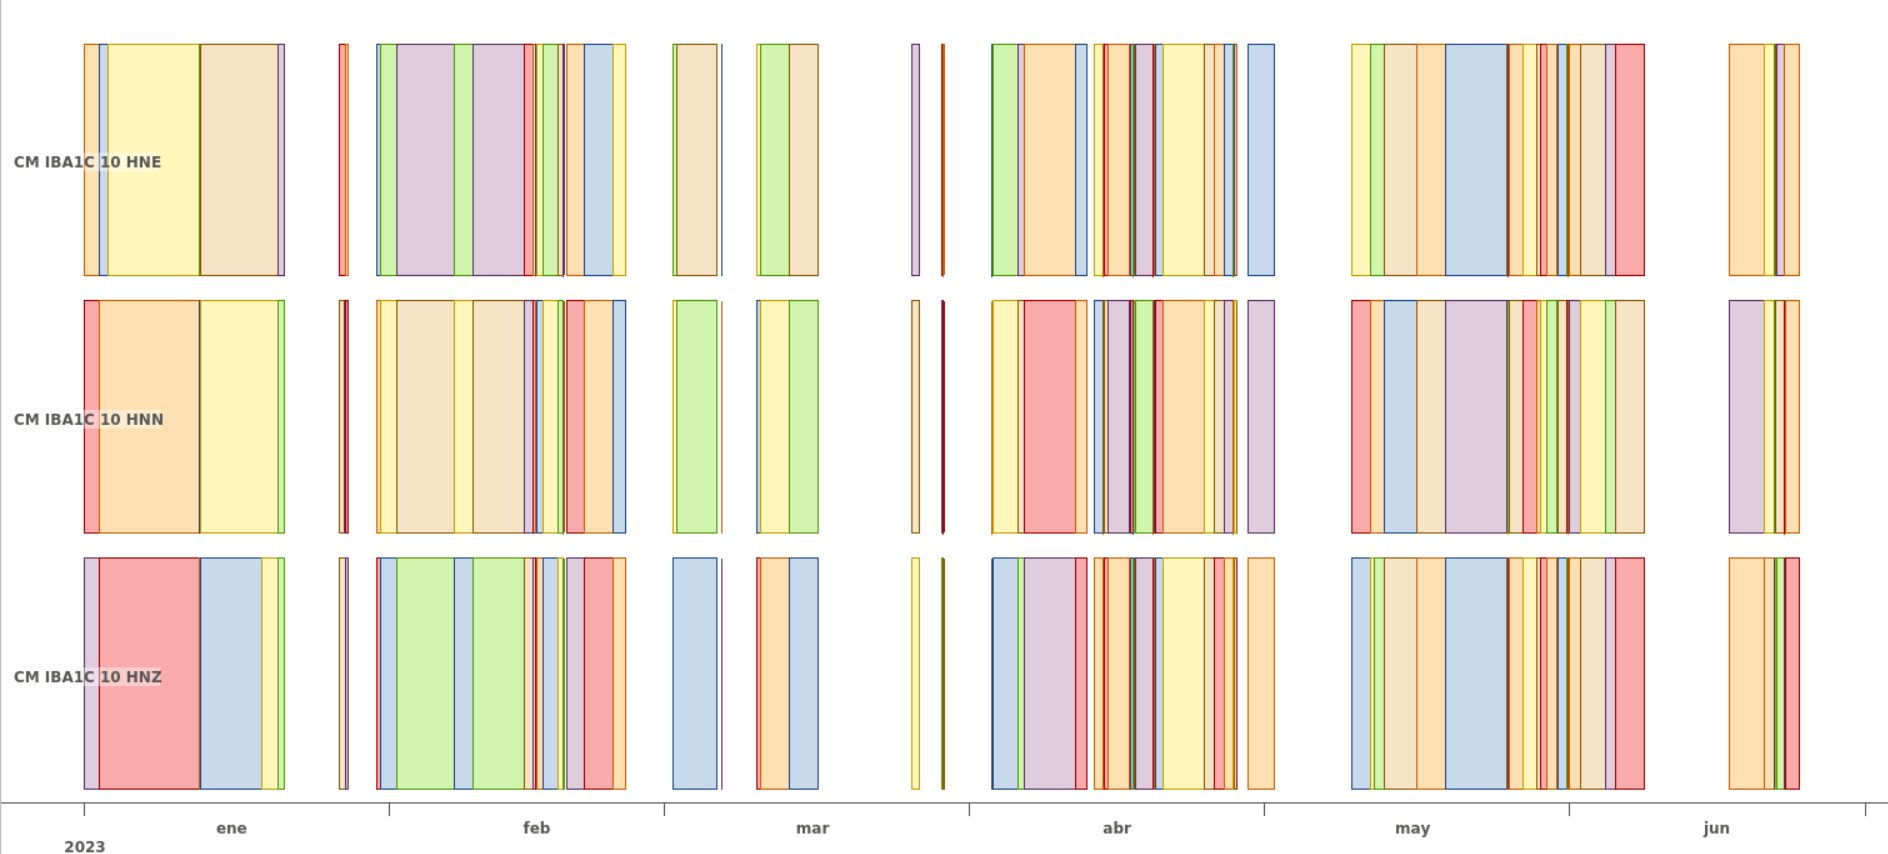 CM IBA1C 10 HNE
CM IBA1C 10 HNN
CM IBA1C 10 HNZ
ene feb mar abr may jun
2023